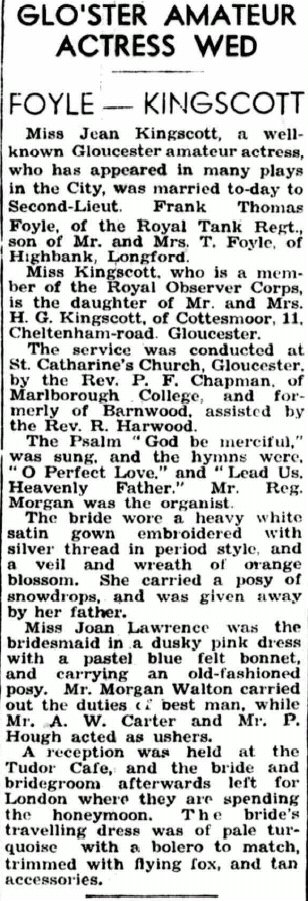 GLO'STER AMATEUR
ACTRESS WED
FOYLE — KINGSCOTT
Miss Jean Kingscott, a well-
known Gloucester amateur actress,
who has appeared in many plays
in the City, was married to-day to
Second-Lieut. Frank Thomas
Foyle, of the Royal Tank Regt.,
son of Mr. and Mrs. T. Foyle, of
Highbank, Longford.
Miss Kingscott, who is a mem-
ber of the Royal Observer Corps,
is the daughter of Mr. and Mrs.
H. G. Kingscott, of Cottesmoor, 11,
Cheltenham-road, Gloucester.
The service was conducted at
St. Catharine's Church, Gloucester,
by the Rev. P. F. Chapman, of
Marlborough College, and for-
merly of Barnwood, assisted by
the Rev. R. Harwood.
The Psalm "God be merciful,"
was sung, and the hymns were,
"O Perfect Love," and "Lead Us,
Heavenly Father." Mr. Reg.
Morgan was the organist.
The bride wore a heavy white
satin gown embroidered with
silver thread in period style, and
a veil and wreath of orange
blossom. She carried a posy of
snowdrops, and was given away
by her father.
Miss Joan Lawrence was the
bridesmaid in a dusky pink dress
with a pastel blue felt bonnet,
and carrying an old-fashioned
posy. Mr. Morgan Walton carried
out the duties of best man, while
Mr. A. W. Carter and Mr. P.
Hough acted as ushers.
A reception was held at the
Tudor Cafe, and the bride and
bridegroom afterwards left for
London where they are spending
the honeymoon. The bride's
travelling dress was of pale tur-
quoise with a bolero to match,
trimmed with flying fox, and tan
accessories.